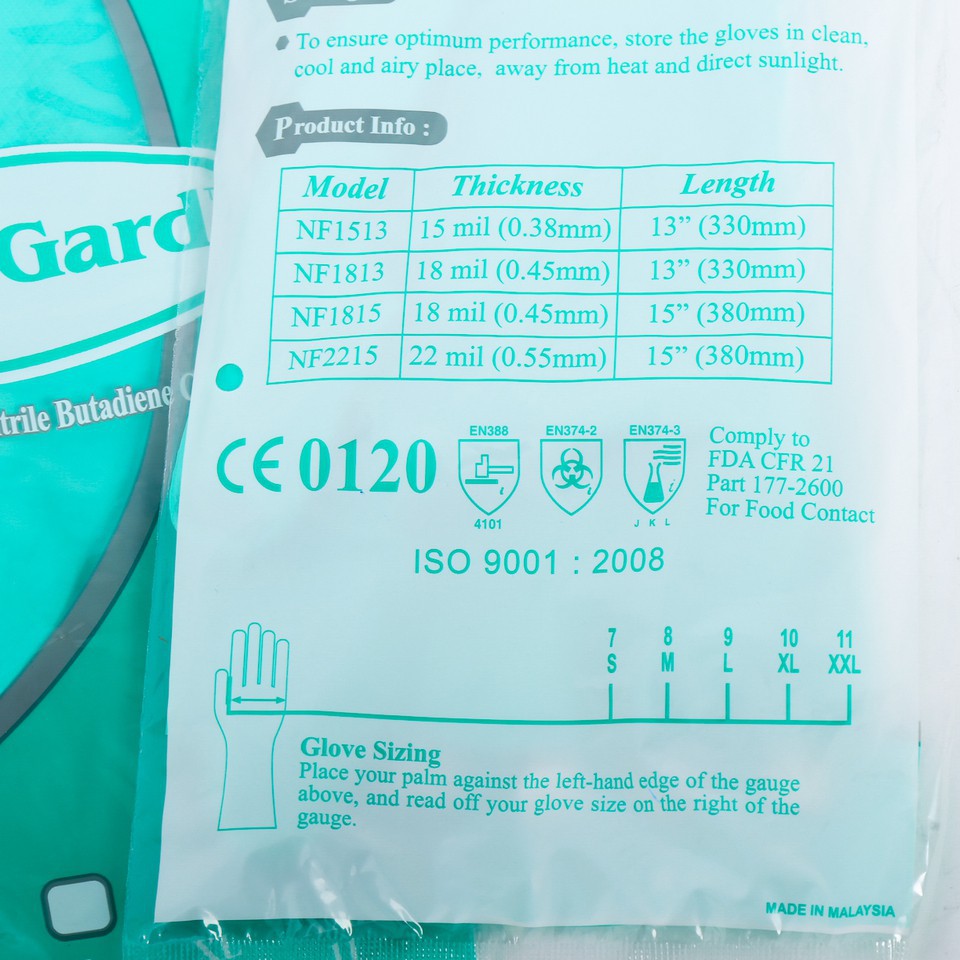 To ensure optimum performance, store the gloves in clean,
cool and airy place, away from heat and direct sunlight.
Product Info :
Model Thickness Length
NF1513 15 mil (0.38mm) 13” (330mm)
NF1813 18 mil (0.45mm) 13” (330mm)
NF1815 18 mil (0.45mm) 15” (380mm)
NF2215 22 mil (0.55mm) 15” (380mm)
Gard
Butadiene
CE 0120
EN388
4101
EN374-2
EN374-3
J K L
Comply to
FDA CFR 21
Part 177-2600
For Food Contact
ISO 9001 : 2008
7 8 9 10 11
S M L XL XXL
Glove Sizing
Place your palm against the left-hand edge of the gauge
above, and read off your glove size on the right of the
gauge.
MADE IN MALAYSIA